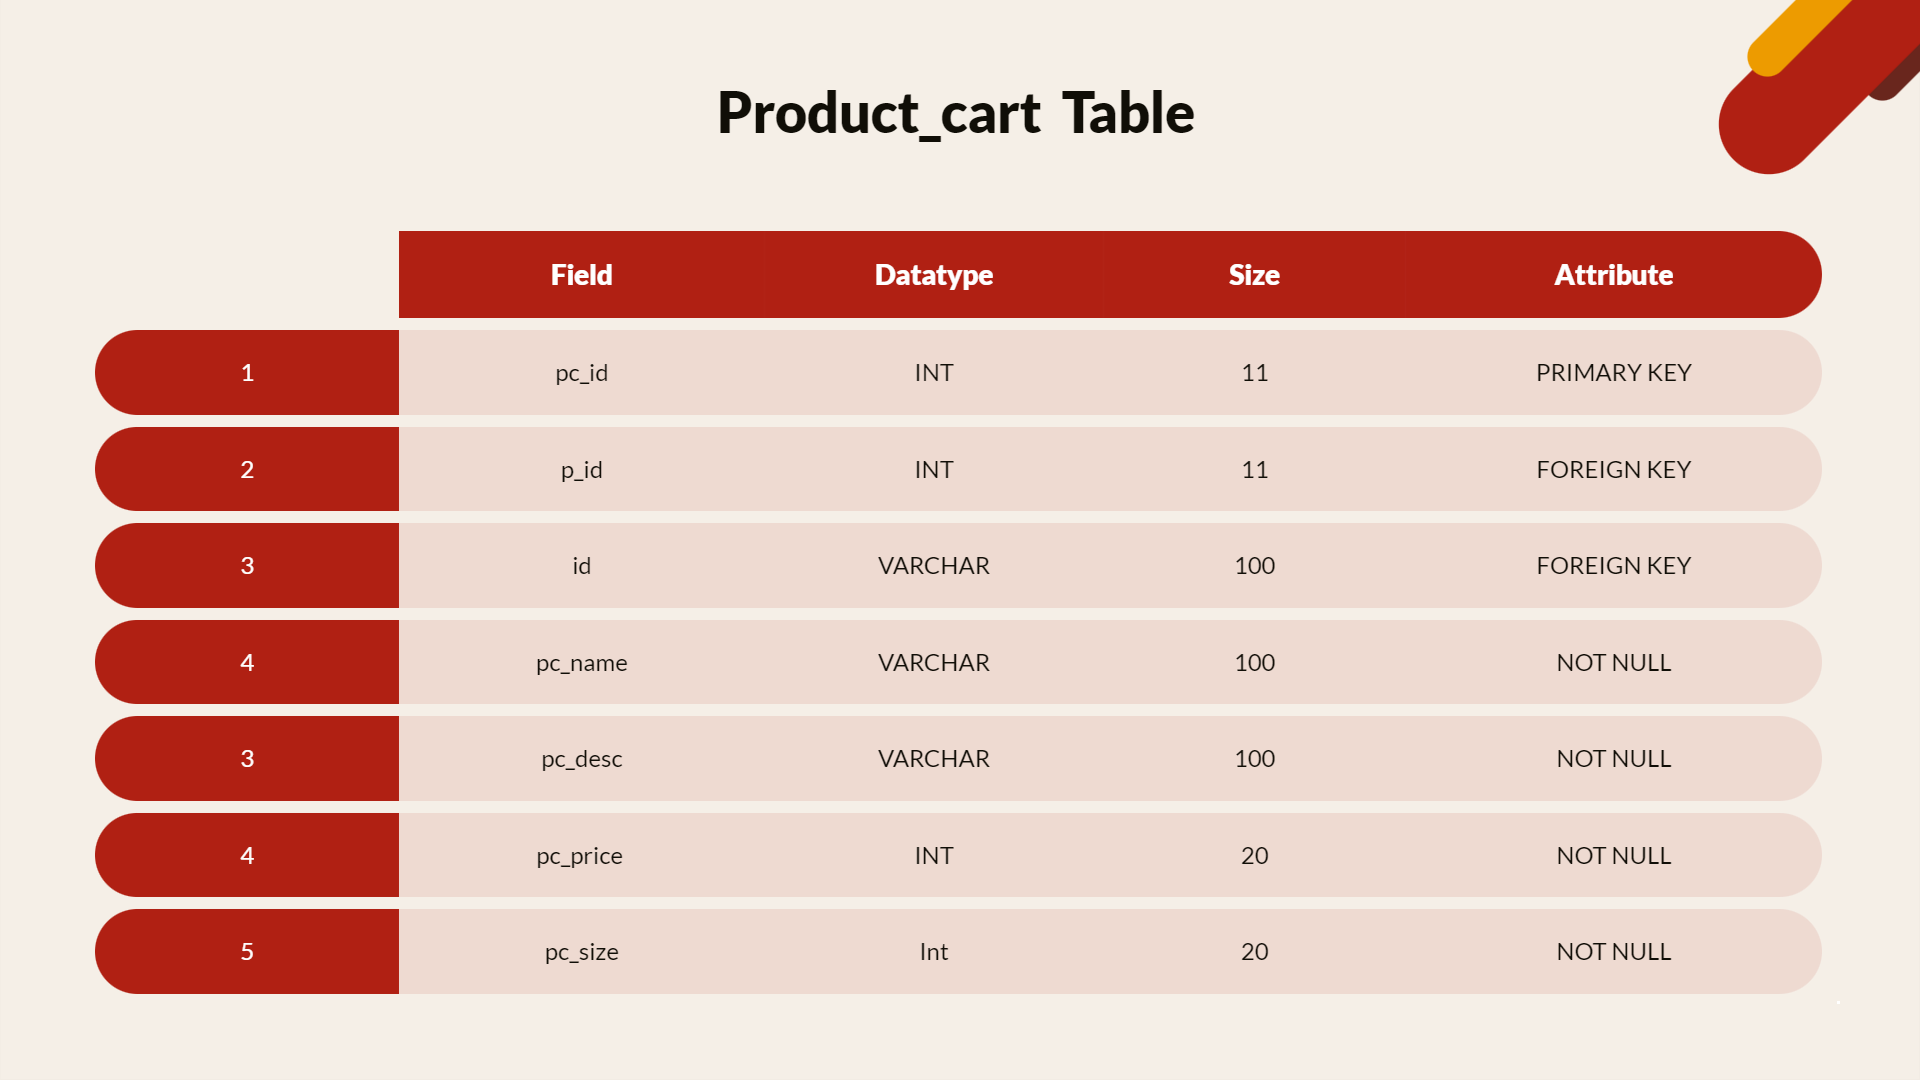 Product_cart Table
Field Datatype Size Attribute
1 pc_id INT 11 PRIMARY KEY
2 p_id INT 11 FOREIGN KEY
3 id VARCHAR 100 FOREIGN KEY
4 pc_name VARCHAR 100 NOT NULL
3 pc_desc VARCHAR 100 NOT NULL
4 pc_price INT 20 NOT NULL
5 pc_size Int 20 NOT NULL